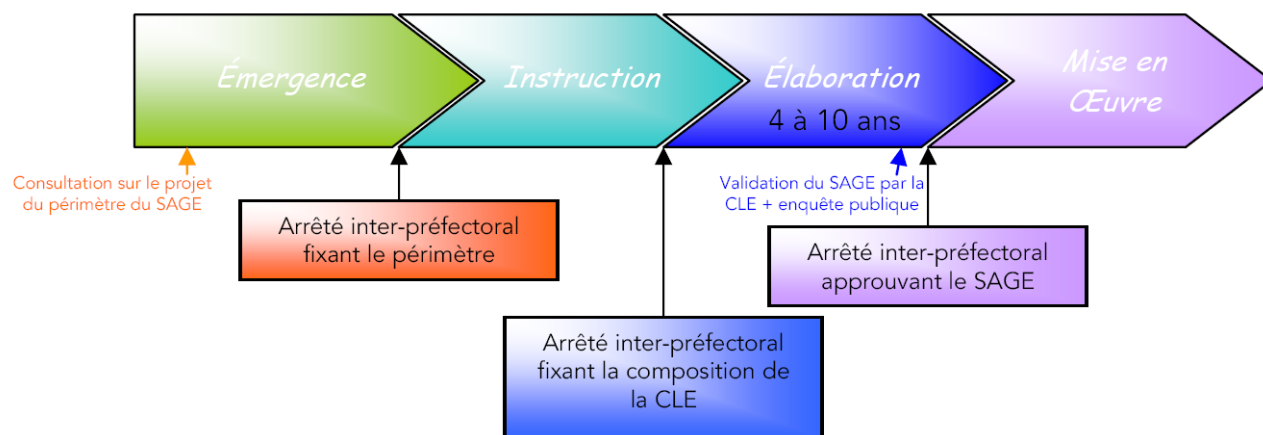 Émergence
Instruction
Élaboration
4 à 10 ans
Mise en
Œuvre
Consultation sur le projet
du périmètre du SAGE
Validation du SAGE par la
CLE + enquête publique
Arrêté inter-préfectoral
fixant le périmètre
Arrêté inter-préfectoral
approuvant le SAGE
Arrêté inter-préfectoral
fixant la composition de
la CLE